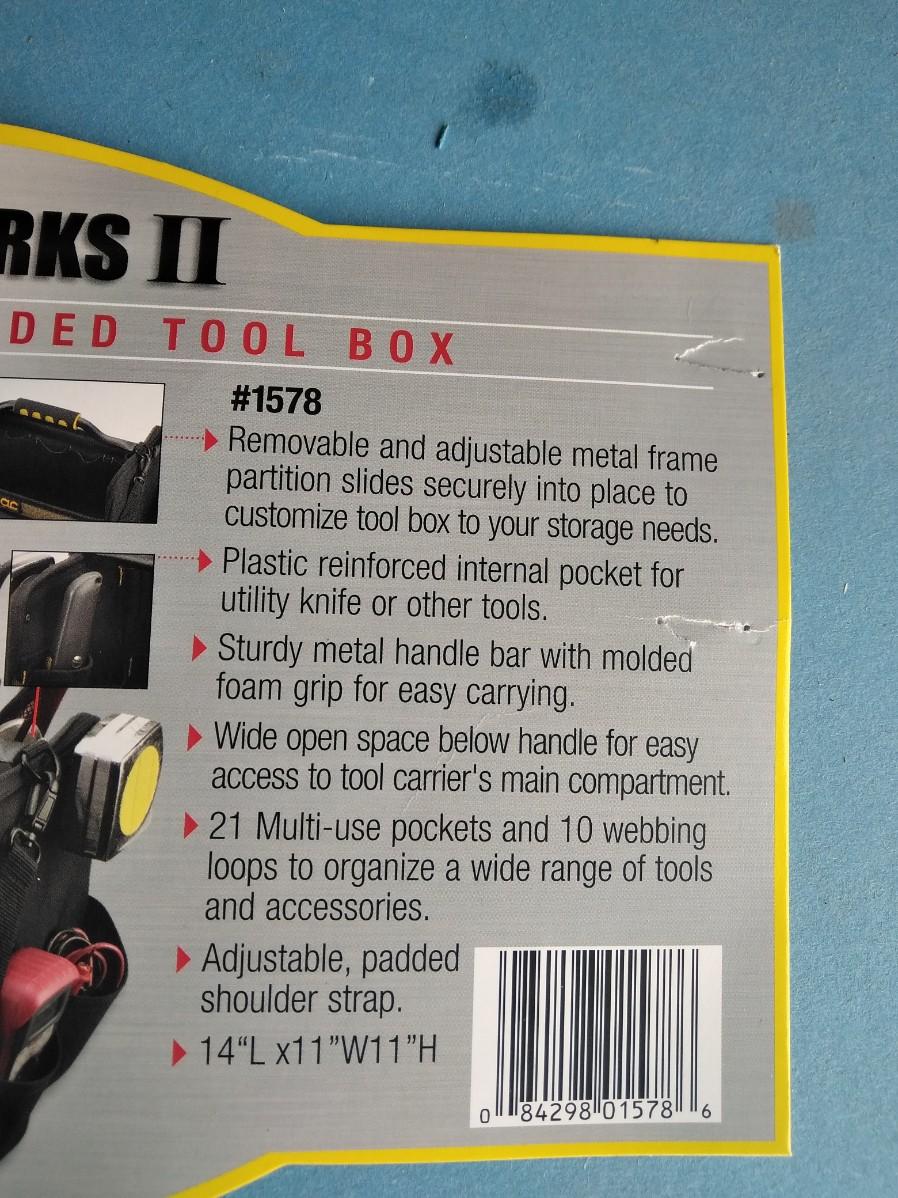 RKS II
DED TOOL BOX
#1578
Removable and adjustable metal frame
partition slides securely into place to
customize tool box to your storage needs.
Plastic reinforced internal pocket for
utility knife or other tools.
Sturdy metal handle bar with molded
foam grip for easy carrying.
Wide open space below handle for easy
access to tool carrier's main compartment.
21 Multi-use pockets and 10 webbing
loops to organize a wide range of tools
and accessories.
Adjustable, padded
shoulder strap.
14“L x11”W11”H
0 84298 01578 6